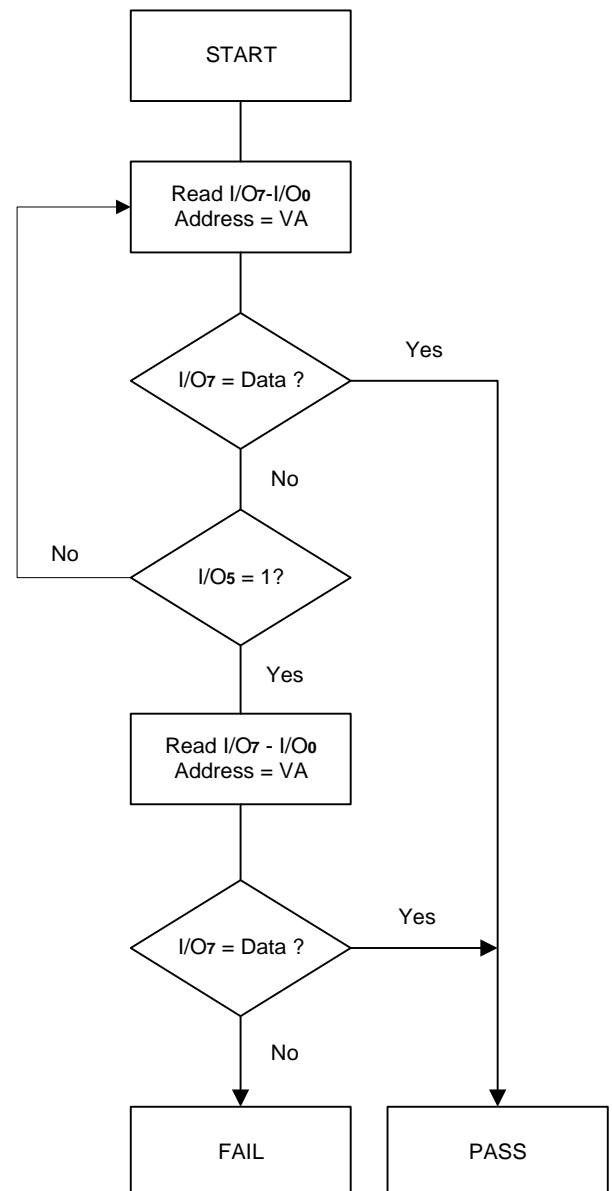 START
Read I/O7-I/O0
Address = VA
I/O7 = Data ?
Yes
No
I/O5 = 1?
No
Yes
Read I/O7 - I/O0
Address = VA
I/O7 = Data ?
Yes
No
FAIL
PASS